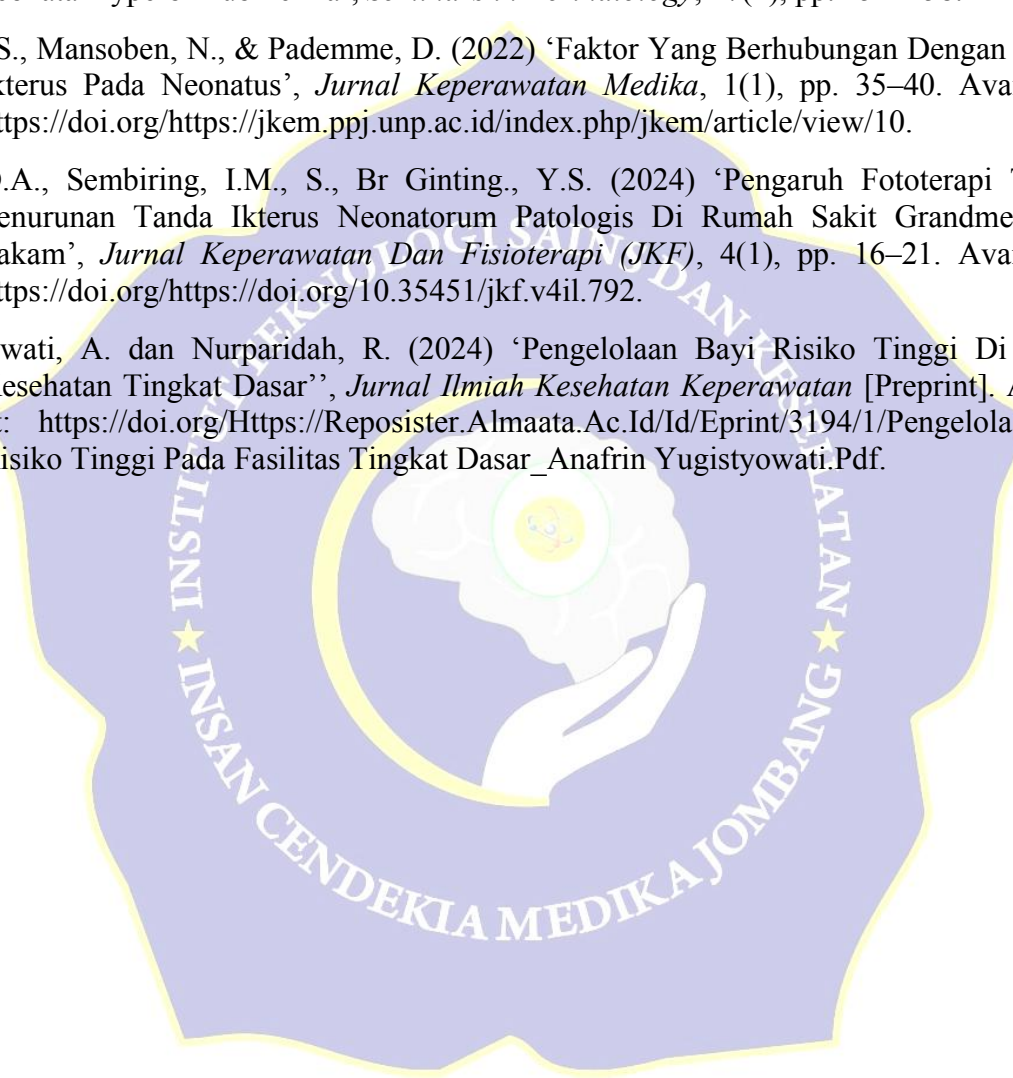 S., Mansoben, N., & Pademme, D. (2022) ‘Faktor Yang Berhubungan Dengan
kterus Pada Neonatus’, Jurnal Keperawatan Medika, 1(1), pp. 35–40. Ava
ttps://doi.org/https://jkem.ppj.unp.ac.id/index.php/jkem/article/view/10.
.A., Sembiring, I.M., S., Br Ginting., Y.S. (2024) ‘Pengaruh Fototerapi
enurunan Tanda Ikterus Neonatorum Patologis Di Rumah Sakit Grandme
akam’, Jurnal Keperawatan Dan Fisioterapi (JKF), 4(1), pp. 16–21. Ava
ttps://doi.org/https://doi.org/10.35451/jkf.v4il.792.
wati, A. dan Nurparidah, R. (2024) ‘Pengelolaan Bayi Risiko Tinggi Di
esehatan Tingkat Dasar’’, Jurnal Ilmiah Kesehatan Keperawatan [Preprint]. A
t: https://doi.org/Https://Reposister.Almaata.Ac.Id/Id/Eprint/3194/1/Pengelola
isiko Tinggi Pada Fasilitas Tingkat Dasar_Anafrin Yugistyowati.Pdf.
INSTITUT TEKNOLOGI SAINS DAN KESEHATAN
INSAN CENDEKIA MEDIKA JOMBANG